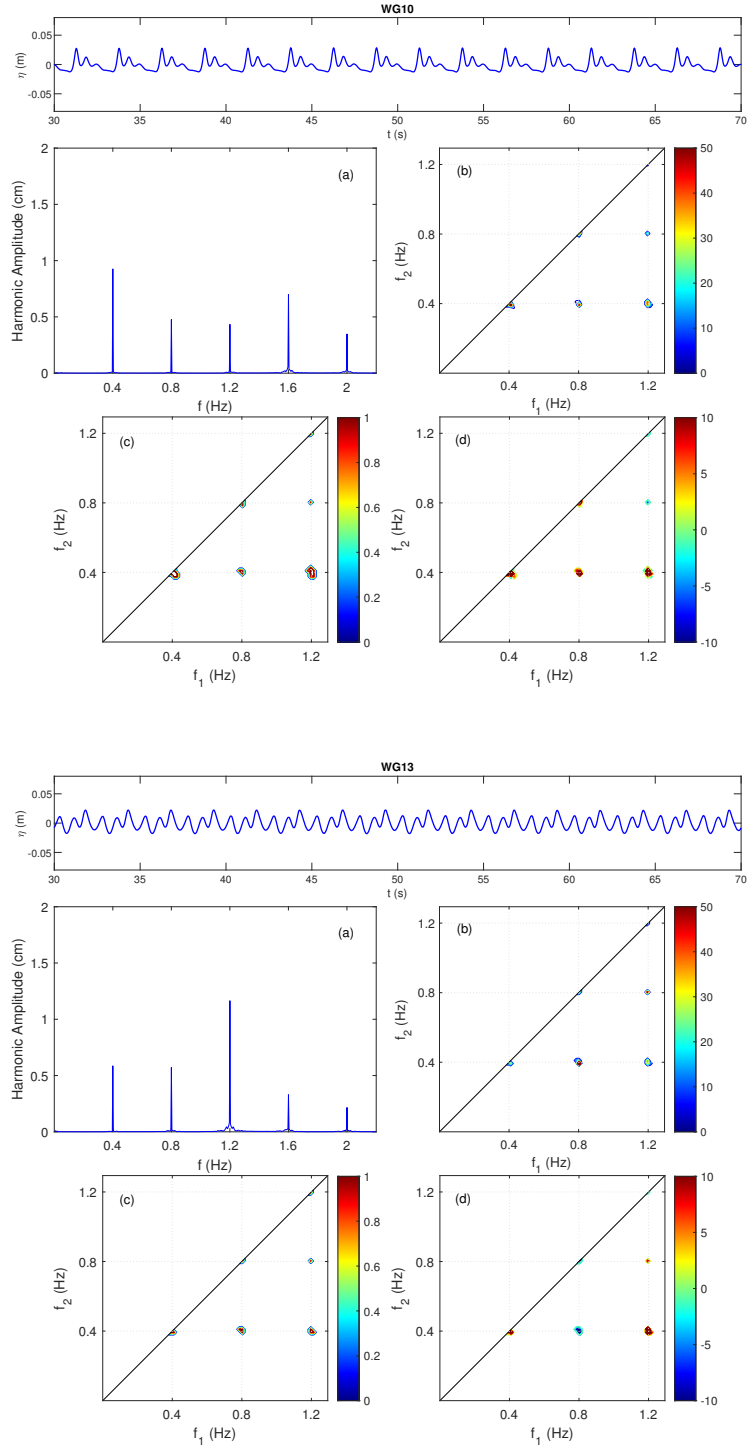 WG10
0.05
0
-0.05
η (m)
30 35 40 45 50 55 60 65 70
t (s)
(a)
2
1.5
1
0.5
0
Harmonic Amplitude (cm)
0.4 0.8 1.2 1.6 2
f (Hz)
(b)
1.2
0.8
0.4
f2 (Hz)
0.4 0.8 1.2
f1 (Hz)
50
40
30
20
10
0
(c)
1.2
0.8
0.4
f2 (Hz)
0.4 0.8 1.2
f1 (Hz)
1
0.8
0.6
0.4
0.2
0
(d)
1.2
0.8
0.4
f2 (Hz)
0.4 0.8 1.2
f1 (Hz)
10
5
0
-5
-10
WG13
0.05
0
-0.05
η (m)
30 35 40 45 50 55 60 65 70
t (s)
(a)
2
1.5
1
0.5
0
Harmonic Amplitude (cm)
0.4 0.8 1.2 1.6 2
f (Hz)
(b)
1.2
0.8
0.4
f2 (Hz)
0.4 0.8 1.2
f1 (Hz)
50
40
30
20
10
0
(c)
1.2
0.8
0.4
f2 (Hz)
0.4 0.8 1.2
f1 (Hz)
1
0.8
0.6
0.4
0.2
0
(d)
1.2
0.8
0.4
f2 (Hz)
0.4 0.8 1.2
f1 (Hz)
10
5
0
-5
-10